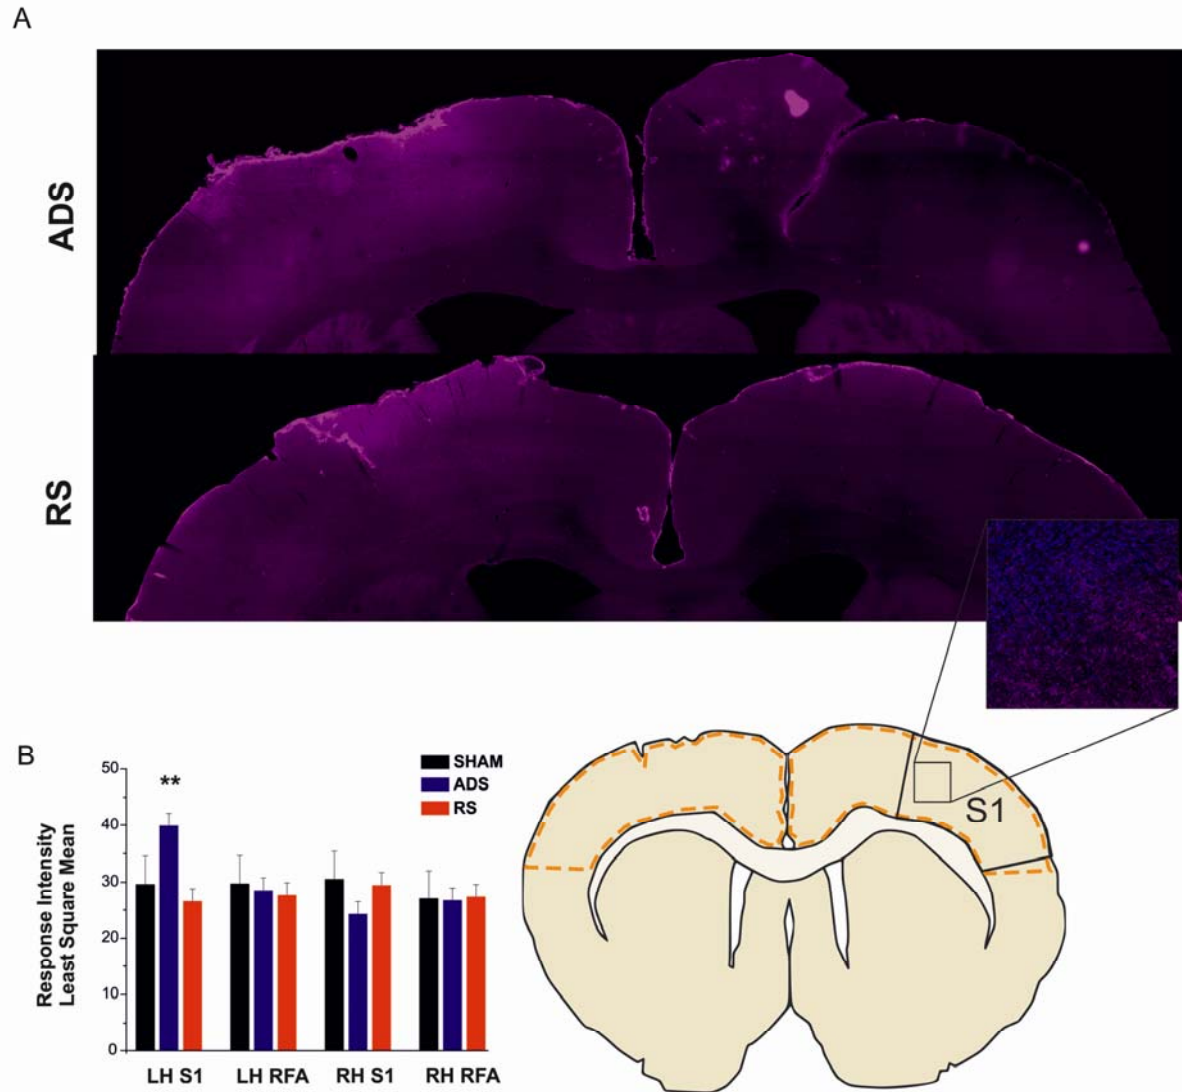 A
ADS
RS
S1
B
50
40
30
20
10
0
**
SHAM
ADS
RS
Response Intensity
Least Square Mean
LH S1
LH RFA
RH S1
RH RFA